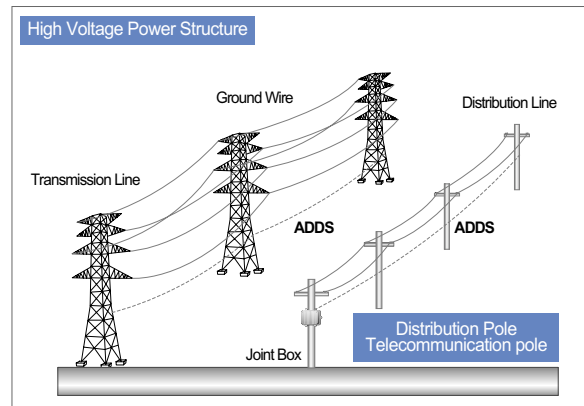 High Voltage Power Structure
Ground Wire
Distribution Line
Transmission Line
ADDS
ADDS
Distribution Pole
Telecommunication pole
Joint Box